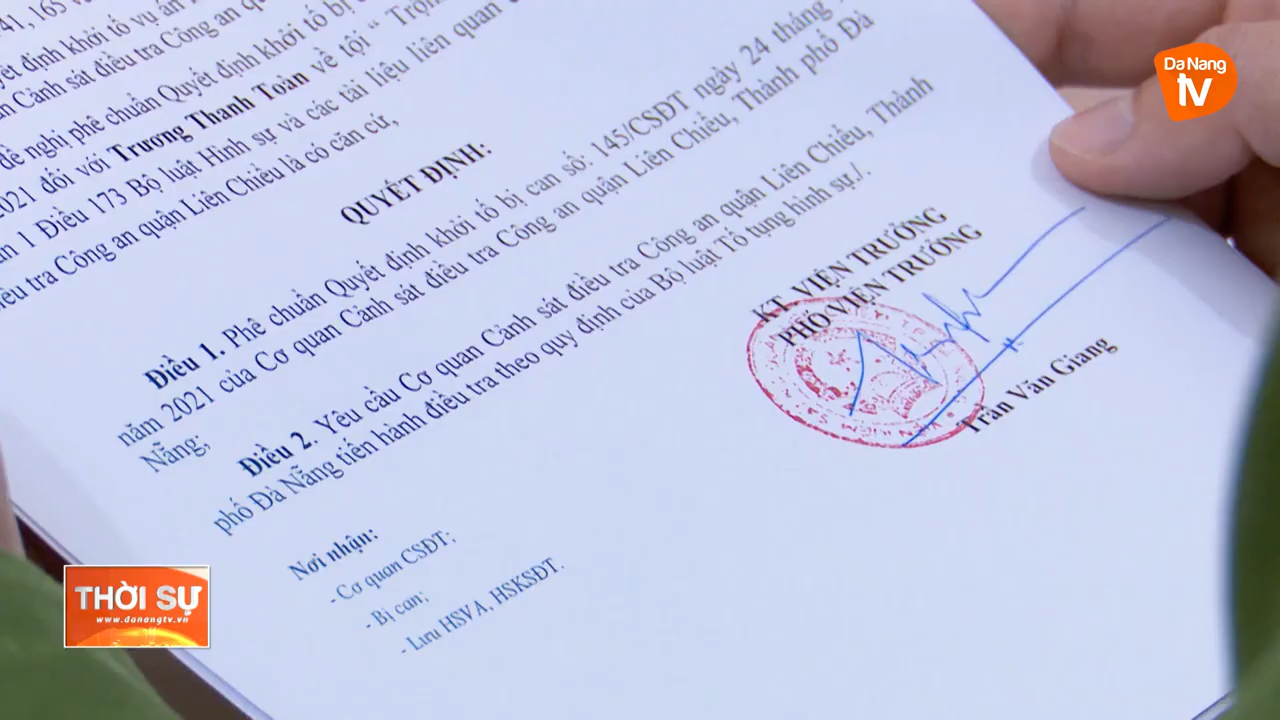 41, 165 và
yết định khởi tố vụ án
an Cảnh sát điều tra Công an quận
đề nghị phê chuẩn Quyết định khởi tố bị
2021 đối với Trương Thanh Toàn về tội “ Trộm
ản 1 Điều 173 Bộ luật Hình sự và các tài liệu liên quan
điều tra Công an quận Liên Chiểu là có căn cứ,
QUYẾT ĐỊNH:
Điều 1. Phê chuẩn Quyết định khởi tố bị can số: 145/CSĐT ngày 24 tháng
năm 2021 của Cơ quan Cảnh sát điều tra Công an quận Liên Chiểu, Thành phố Đà
Nẵng;
Điều 2. Yêu cầu Cơ quan Cảnh sát điều tra Công an quận Liên Chiểu, Thành
phố Đà Nẵng tiến hành điều tra theo quy định của Bộ luật Tố tụng hình sự./.
KT. VIỆN TRƯỞNG
PHÓ VIỆN TRƯỞNG
Trần Văn Giang
Nơi nhận:
- Cơ quan CSĐT;
- Bị can;
- Lưu HSVA, HSKSĐT.
Da Nang
tv
THỜI SỰ
www.danangtv.vn